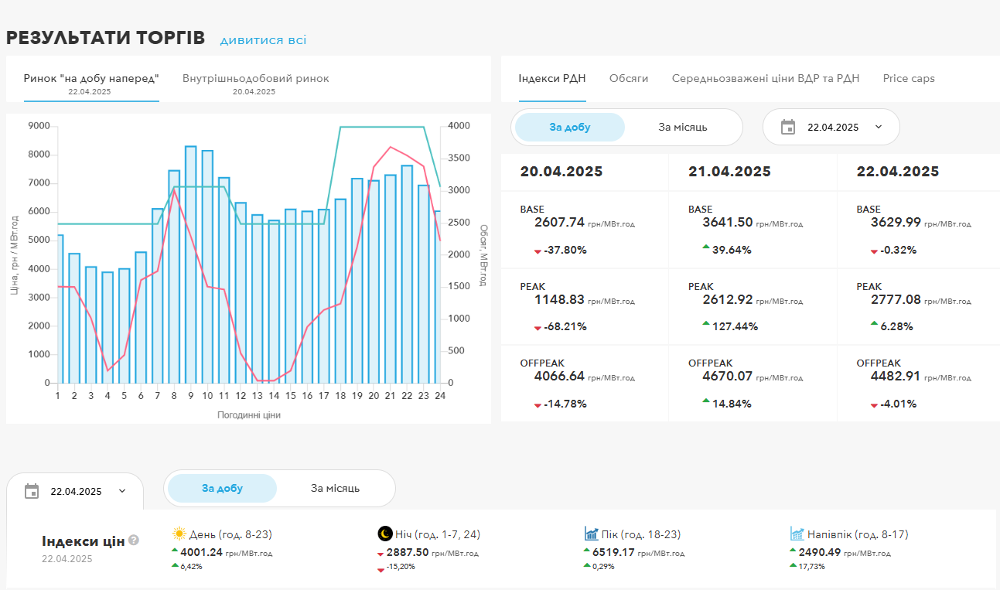 РЕЗУЛЬТАТИ ТОРГІВ дивитися всі
Ринок "на добу наперед" Внутрішньодобовий ринок
22.04.2025 20.04.2025
Індекси РДН Обсяги Середньозважені ціни ВДР та РДН Price caps
За добу За місяць 22.04.2025
9000 4000
8000 3500
7000 3000
6000 2500
5000 2000
4000 1500
3000 1000
2000 500
1000 0
0
Ціна, грн / МВт.год
Обсяг, МВт.год
1 2 3 4 5 6 7 8 9 10 11 12 13 14 15 16 17 18 19 20 21 22 23 24
Погодинні ціни
20.04.2025 21.04.2025 22.04.2025
BASE BASE BASE
2607.74 грн/МВт.год 3641.50 грн/МВт.год 3629.99 грн/МВт.год
-37.80% 39.64% -0.32%
PEAK PEAK PEAK
1148.83 грн/МВт.год 2612.92 грн/МВт.год 2777.08 грн/МВт.год
-68.21% 127.44% 6.28%
OFFPEAK OFFPEAK OFFPEAK
4066.64 грн/МВт.год 4670.07 грн/МВт.год 4482.91 грн/МВт.год
-14.78% 14.84% -4.01%
22.04.2025 За добу За місяць
Індекси цін ?
22.04.2025
День (год. 8-23) Ніч (год. 1-7, 24) Пік (год. 18-23) Напівпік (год. 8-17)
4001.24 грн/МВт.год 2887.50 грн/МВт.год 6519.17 грн/МВт.год 2490.49 грн/МВт.год
6,42% -15,20% 0,29% 17,73%